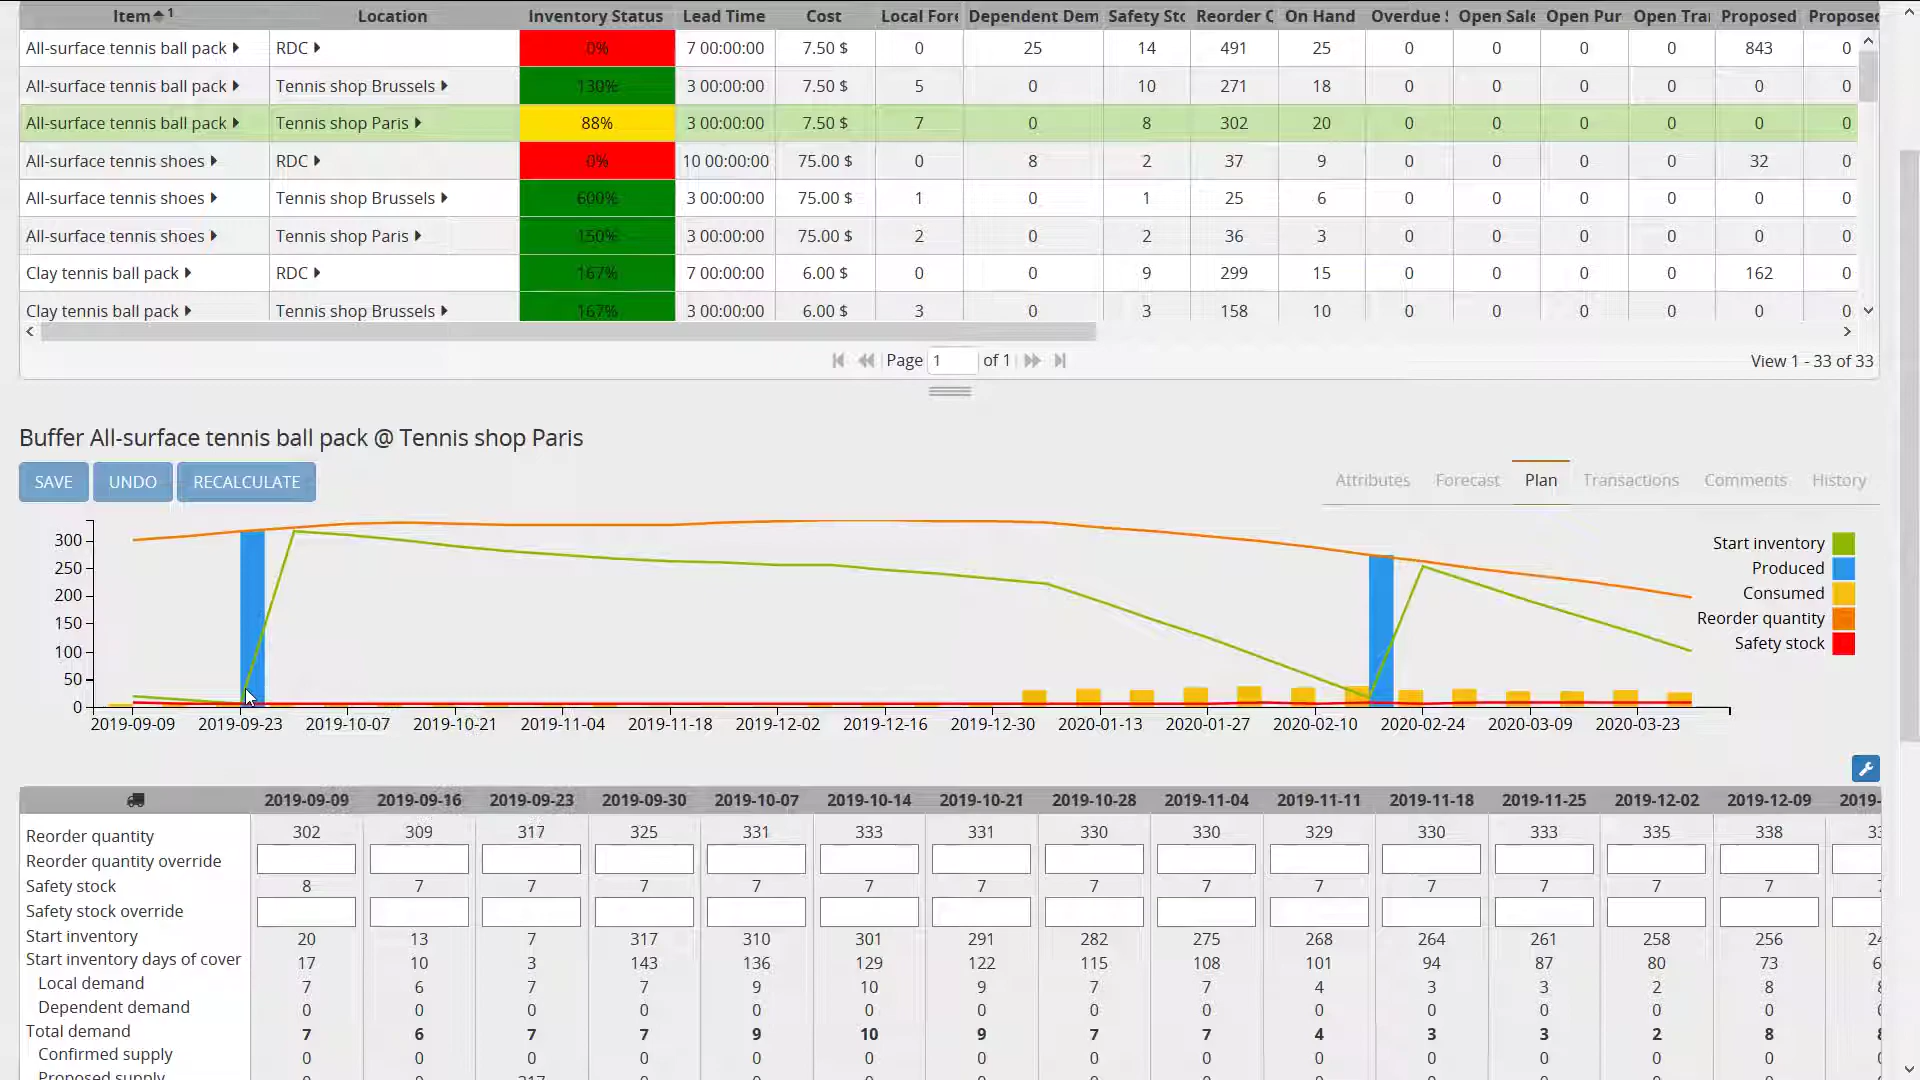 Item 1 Location Inventory Status Lead Time Cost Local Fore Dependent Dem Safety Sto Reorder Q On Hand Overdue S Open Sale Open Pur Open Tra Proposed Proposed
All-surface tennis ball pack RDC 0% 7 00:00:00 7.50 $ 0 25 14 491 25 0 0 0 0 843 0
All-surface tennis ball pack Tennis shop Brussels 130% 3 00:00:00 7.50 $ 5 0 10 271 18 0 0 0 0 0 0
All-surface tennis ball pack Tennis shop Paris 88% 3 00:00:00 7.50 $ 7 0 8 302 20 0 0 0 0 0 0
All-surface tennis shoes RDC 0% 10 00:00:00 75.00 $ 0 8 2 37 9 0 0 0 0 32 0
All-surface tennis shoes Tennis shop Brussels 600% 3 00:00:00 75.00 $ 1 0 1 25 6 0 0 0 0 0 0
All-surface tennis shoes Tennis shop Paris 150% 3 00:00:00 75.00 $ 2 0 2 36 3 0 0 0 0 0 0
Clay tennis ball pack RDC 167% 7 00:00:00 6.00 $ 0 0 9 299 15 0 0 0 0 162 0
Clay tennis ball pack Tennis shop Brussels 167% 3 00:00:00 6.00 $ 3 0 3 158 10 0 0 0 0 0 0
Page 1 of 1 View 1 - 33 of 33
Buffer All-surface tennis ball pack @ Tennis shop Paris
SAVE UNDO RECALCULATE Attributes Forecast Plan Transactions Comments History
300
250
200
150
100
50
0
Start inventory
Produced
Consumed
Reorder quantity
Safety stock
2019-09-09 2019-09-23 2019-10-07 2019-10-21 2019-11-04 2019-11-18 2019-12-02 2019-12-16 2019-12-30 2020-01-13 2020-01-27 2020-02-10 2020-02-24 2020-03-09 2020-03-23
2019-09-09 2019-09-16 2019-09-23 2019-09-30 2019-10-07 2019-10-14 2019-10-21 2019-10-28 2019-11-04 2019-11-11 2019-11-18 2019-11-25 2019-12-02 2019-12-09 2019-
Reorder quantity 302 309 317 325 331 333 331 330 330 329 330 333 335 338
Reorder quantity override
Safety stock 8 7 7 7 7 7 7 7 7 7 7 7 7 7
Safety stock override
Start inventory 20 13 7 317 310 301 291 282 275 268 264 261 258 256
Start inventory days of cover 17 10 3 143 136 129 122 115 108 101 94 87 80 73
Local demand 7 6 7 7 9 10 9 7 7 4 3 3 2 8
Dependent demand 0 0 0 0 0 0 0 0 0 0 0 0 0 0
Total demand 7 6 7 7 9 10 9 7 7 4 3 3 2 8
Confirmed supply 0 0 0 0 0 0 0 0 0 0 0 0 0 0
Proposed supply